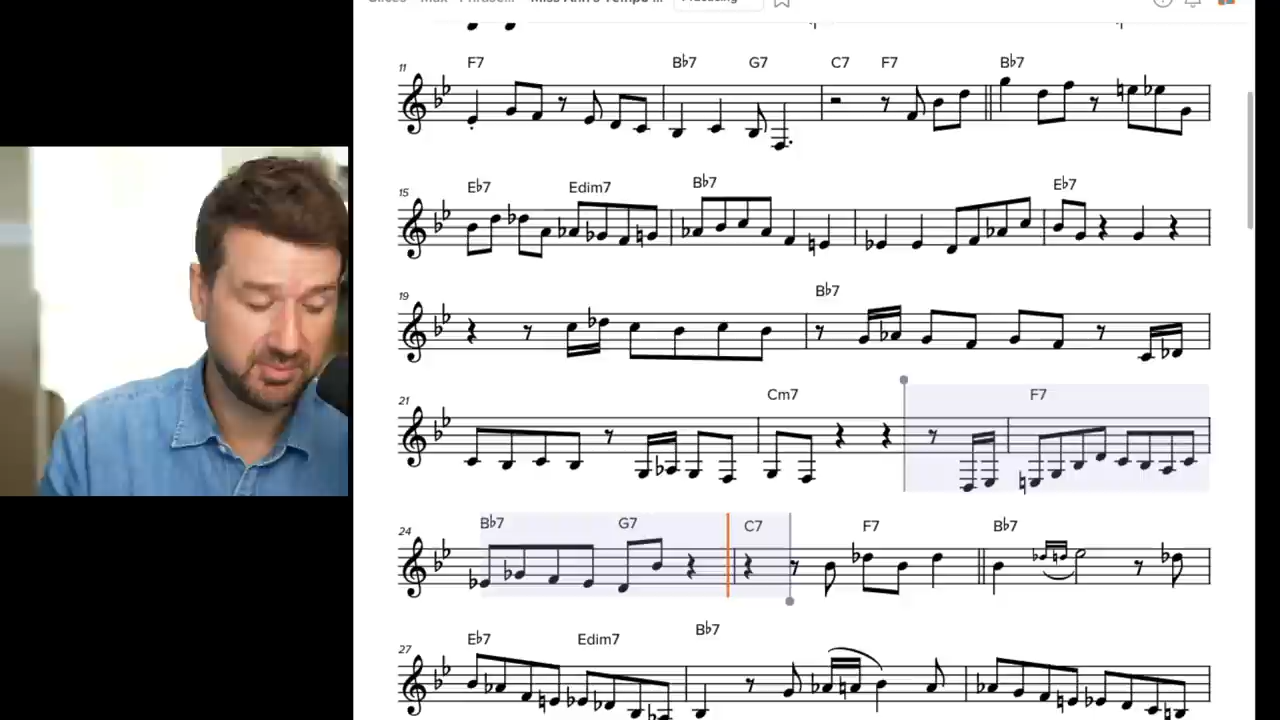 11 F7 B♭7 G7 C7 F7 B♭7
15 E♭7 Edim7 B♭7 E♭7
19 B♭7
21 Cm7 F7
24 B♭7 G7 C7 F7 B♭7
27 E♭7 Edim7 B♭7